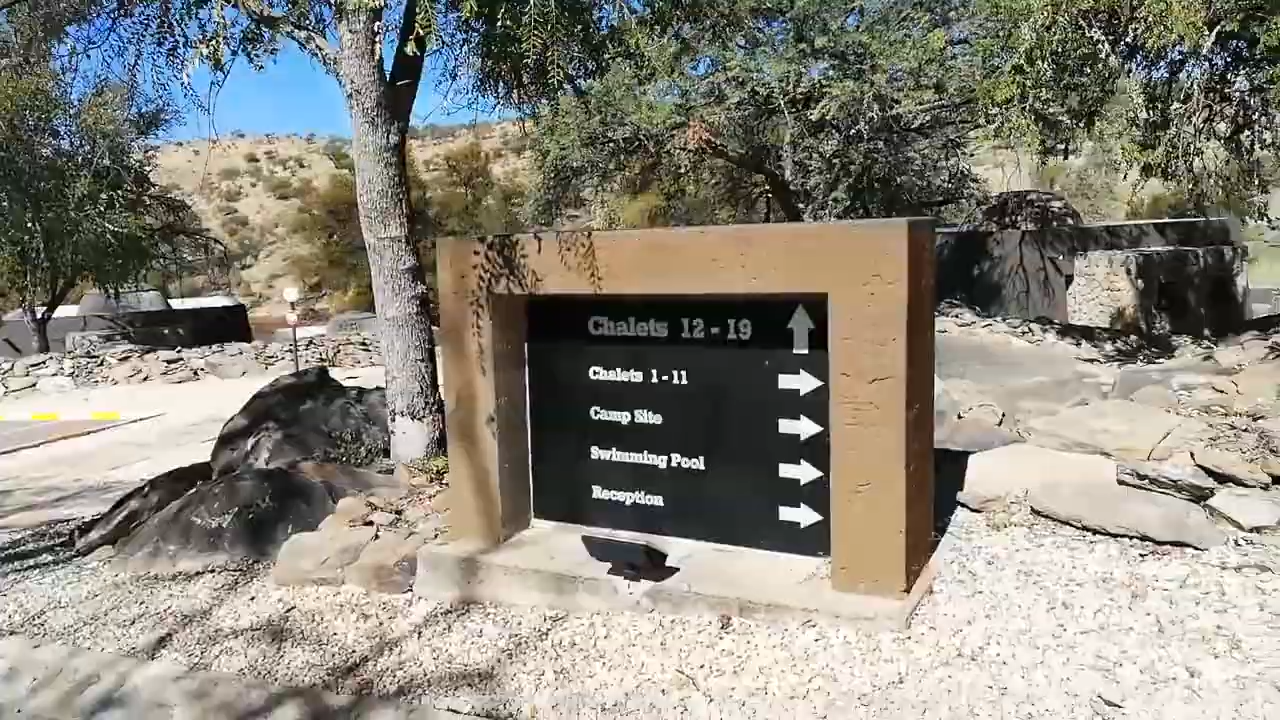 Chalets 12 - 19
Chalets 1 - 11
Camp Site
Swimming Pool
Reception